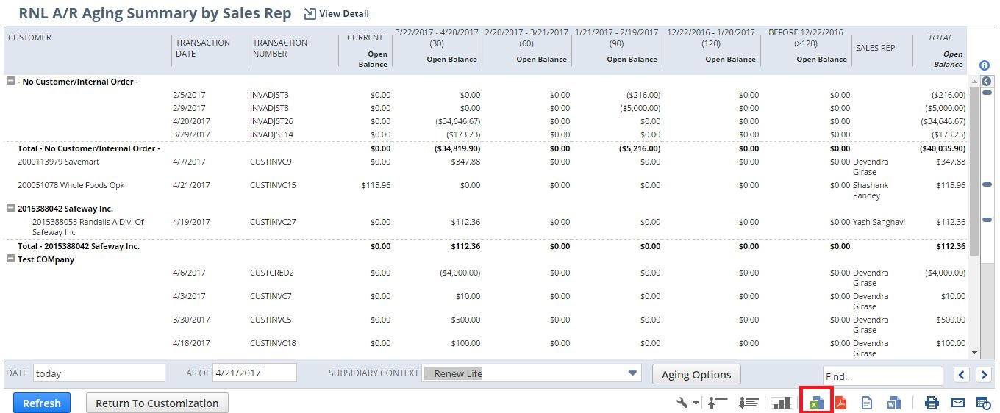 RNL A/R Aging Summary by Sales Rep View Detail
CUSTOMER TRANSACTION DATE TRANSACTION NUMBER CURRENT 3/22/2017 - 4/20/2017 (30) 2/20/2017 - 3/21/2017 (60) 1/21/2017 - 2/19/2017 (90) 12/22/2016 - 1/20/2017 (120) BEFORE 12/22/2016 (>120) SALES REP TOTAL
Open Balance Open Balance Open Balance Open Balance Open Balance Open Balance Open Balance
- No Customer/Internal Order -
2/5/2017 INVADJST3 $0.00 $0.00 $0.00 ($216.00) $0.00 $0.00 ($216.00)
2/9/2017 INVADJST8 $0.00 $0.00 $0.00 ($5,000.00) $0.00 $0.00 ($5,000.00)
4/20/2017 INVADJST26 $0.00 ($34,646.67) $0.00 $0.00 $0.00 $0.00 ($34,646.67)
3/29/2017 INVADJST14 $0.00 ($173.23) $0.00 $0.00 $0.00 $0.00 ($173.23)
Total - No Customer/Internal Order - $0.00 ($34,819.90) $0.00 ($5,216.00) $0.00 $0.00 ($40,035.90)
2000113979 Savemart 4/7/2017 CUSTINVC9 $0.00 $347.88 $0.00 $0.00 $0.00 $0.00 Devendra $347.88
Girase
200051078 Whole Foods Opk 4/21/2017 CUSTINVC15 $115.96 $0.00 $0.00 $0.00 $0.00 $0.00 Shashank $115.96
Pandey
2015388042 Safeway Inc.
2015388055 Randalls A Div. Of 4/19/2017 CUSTINVC27 $0.00 $112.36 $0.00 $0.00 $0.00 $0.00 Yash Sanghavi $112.36
Safeway Inc
Total - 2015388042 Safeway Inc. $0.00 $112.36 $0.00 $0.00 $0.00 $0.00 $112.36
Test COMpany
4/6/2017 CUSTCRED2 $0.00 ($4,000.00) $0.00 $0.00 $0.00 $0.00 Devendra ($4,000.00)
Girase
4/3/2017 CUSTINVC7 $0.00 $10.00 $0.00 $0.00 $0.00 $0.00 Devendra $10.00
Girase
3/30/2017 CUSTINVC5 $0.00 $500.00 $0.00 $0.00 $0.00 $0.00 Devendra $500.00
Girase
4/18/2017 CUSTINVC18 $0.00 $100.00 $0.00 $0.00 $0.00 $0.00 Devendra $100.00
Girase
DATE today AS OF 4/21/2017 SUBSIDIARY CONTEXT Renew Life Aging Options Find...
Refresh Return To Customization